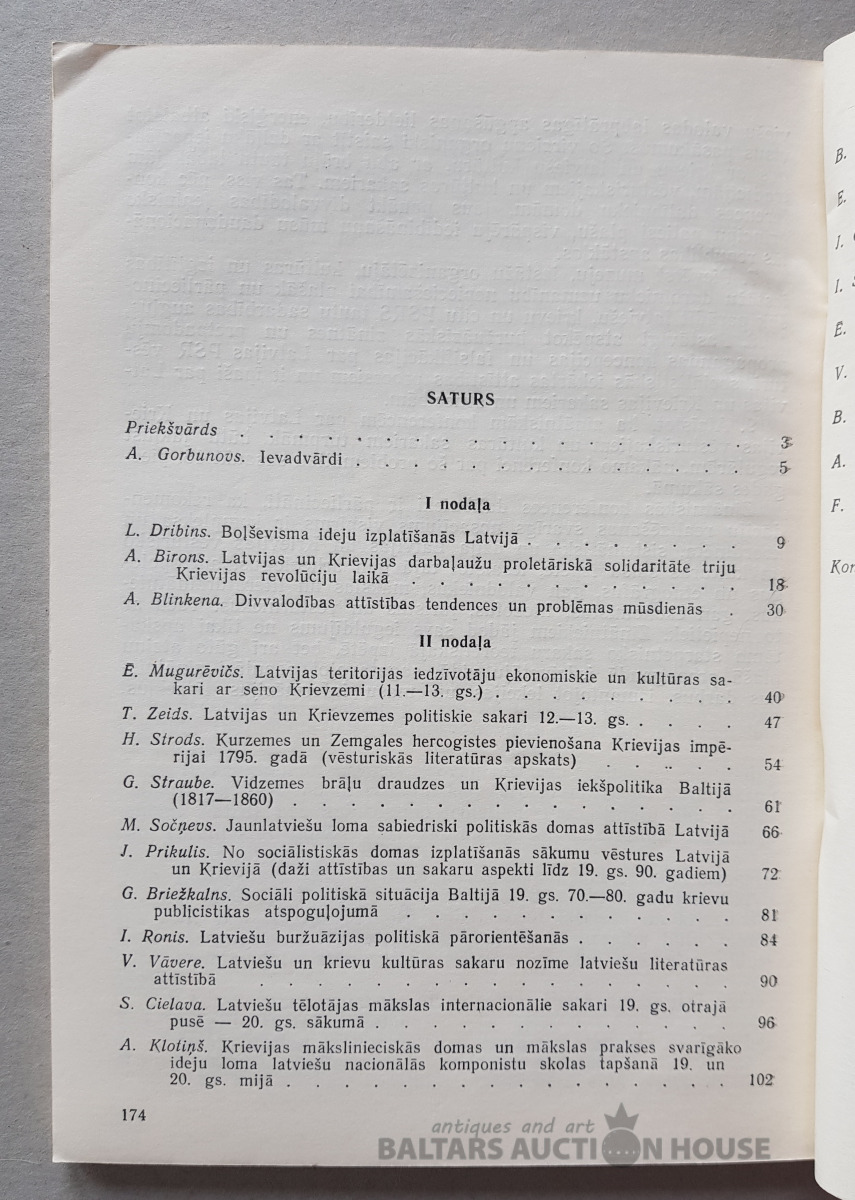 SATURS
Priekšvārds . . . . . . . . . . . . . . . . . . 3
A. Gorbunovs. Ievadvārdi . . . . . . . . . . . . . . 5
I nodaļa
L. Dribins. Boļševisma ideju izplatīšanās Latvijā . . . . . . . . 9
A. Birons. Latvijas un Krievijas darbaļaužu proletāriskā solidaritāte triju
Krievijas revolūciju laikā . . . . . . . . . . . . 18
A. Blinkena. Divvalodības attīstības tendences un problēmas mūsdienās . 30
II nodaļa
Ē. Mugurēvičs. Latvijas teritorijas iedzīvotāju ekonomiskie un kultūras sa-
kari ar seno Krievzemi (11.—13. gs.) . . . . . . . . . 40
T. Zeids. Latvijas un Krievzemes politiskie sakari 12.—13. gs. . . . . 47
H. Strods. Kurzemes un Zemgales hercogistes pievienošana Krievijas impē-
rijai 1795. gadā (vēsturiskās literatūras apskats) . . . . . 54
G. Straube. Vidzemes brāļu draudzes un Krievijas iekšpolitika Baltijā
(1817—1860) . . . . . . . . . . . . . . . . 61
M. Sočņevs. Jaunlatviešu loma sabiedriski politiskās domas attīstībā Latvijā 66
J. Prikulis. No sociālistiskās domas izplatīšanās sākumu vēstures Latvijā
un Krievijā (daži attīstības un sakaru aspekti līdz 19. gs. 90. gadiem) 72
G. Briežkalns. Sociāli politiskā situācija Baltijā 19. gs. 70.—80. gadu krievu
publicistikas atspoguļojumā . . . . . . . . . . . . 81
I. Ronis. Latviešu buržuāzijas politiskā pārorientēšanās . . . . . . 84
V. Vāvere. Latviešu un krievu kultūras sakaru nozīme latviešu literatūras
attīstībā . . . . . . . . . . . . . . . . . 90
S. Cielava. Latviešu tēlotājas mākslas internacionālie sakari 19. gs. otrajā
pusē — 20. gs. sākumā . . . . . . . . . . . . . 96
A. Klotiņš. Krievijas mākslinieciskās domas un mākslas prakses svarīgāko
ideju loma latviešu nacionālās komponistu skolas tapšanā 19. un
20. gs. mijā . . . . . . . . . . . . . . . . 102
174
B.
E.
J.
I.
E.
V.
B.
A.
F.
antiques and art
BALTARS AUCTION HOUSE